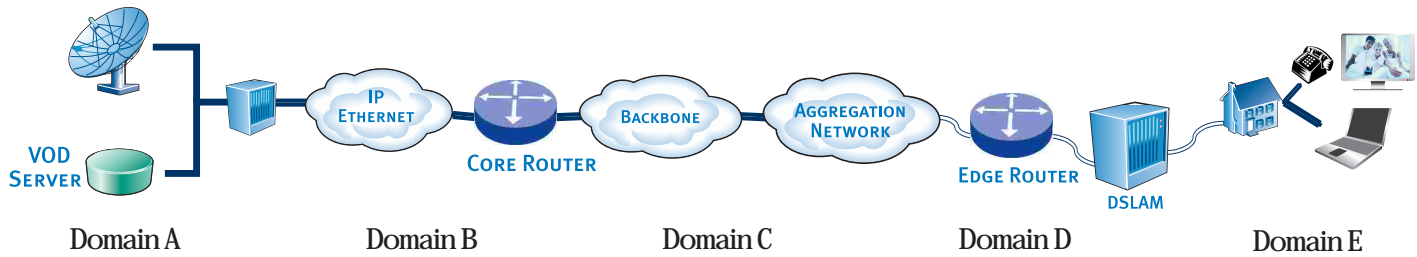 VOD
SERVER
IP
ETHERNET
CORE ROUTER
BACKBONE
AGGREGATION
NETWORK
EDGE ROUTER
DSLAM
Domain A
Domain B
Domain C
Domain D
Domain E